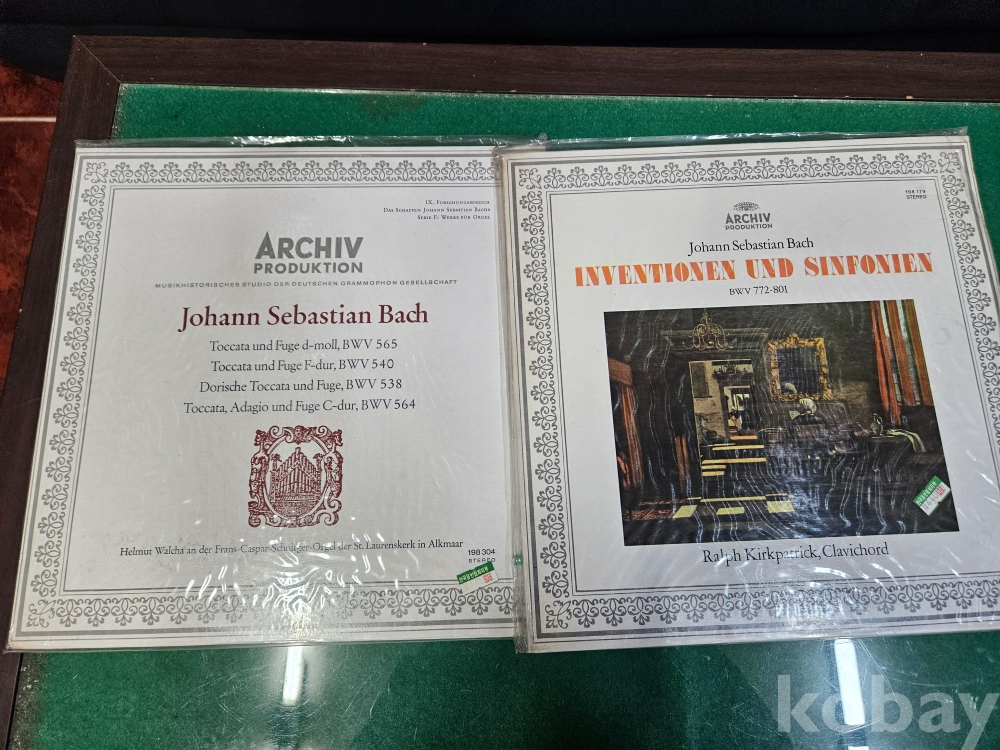 IX. Forschungsbereich
Das Schaffen Johann Sebastian Bachs
Serie F: Werke für Orgel
ARCHIV
PRODUKTION
MUSIKHISTORISCHES STUDIO DER DEUTSCHEN GRAMMOPHON GESELLSCHAFT
Johann Sebastian Bach
Toccata und Fuge d-moll, BWV 565
Toccata und Fuge F-dur, BWV 540
Dorische Toccata und Fuge, BWV 538
Toccata, Adagio und Fuge C-dur, BWV 564
Helmut Walcha an der Frans-Caspar-Schnitger-Orgel der St. Laurenskerk in Alkmaar
198 304
STEREO
198 779
STEREO
ARCHIV
PRODUKTION
Johann Sebastian Bach
INVENTIONEN UND SINFONIEN
BWV 772-801
Ralph Kirkpatrick, Clavichord
kobay